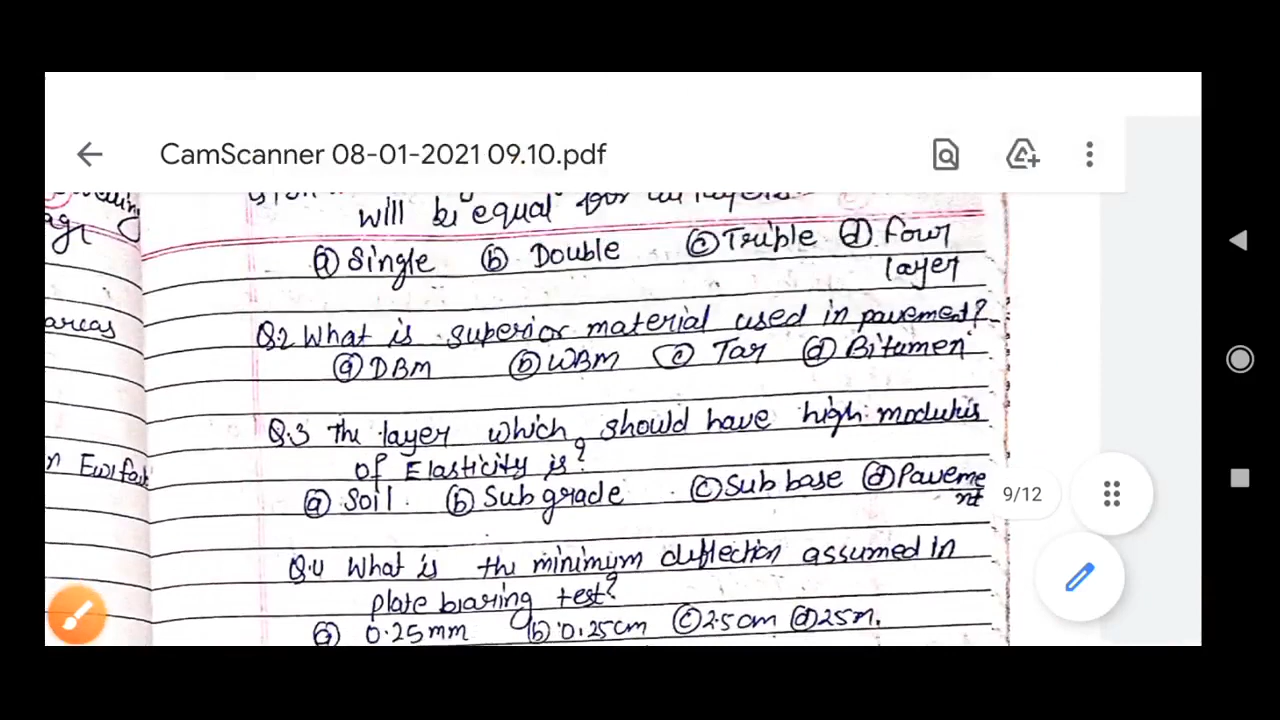 CamScanner 08-01-2021 09.10.pdf
will be equal for all layers
(a) Single (b) Double (c) Triple (d) four
layer
areas
Q.2 What is superior material used in pavement?
(a) DBM (b) WBM (c) Tar (d) Bitumen
Q.3 The layer which should have high modulus
of Elasticity is?
(a) Soil (b) Sub grade (c) Sub base (d) Paveme
nt
9/12
Q.4 What is the minimum deflection assumed in
plate bearing test?
(a) 0.25mm (b) 0.25cm (c) 2.5cm (d) 25m.